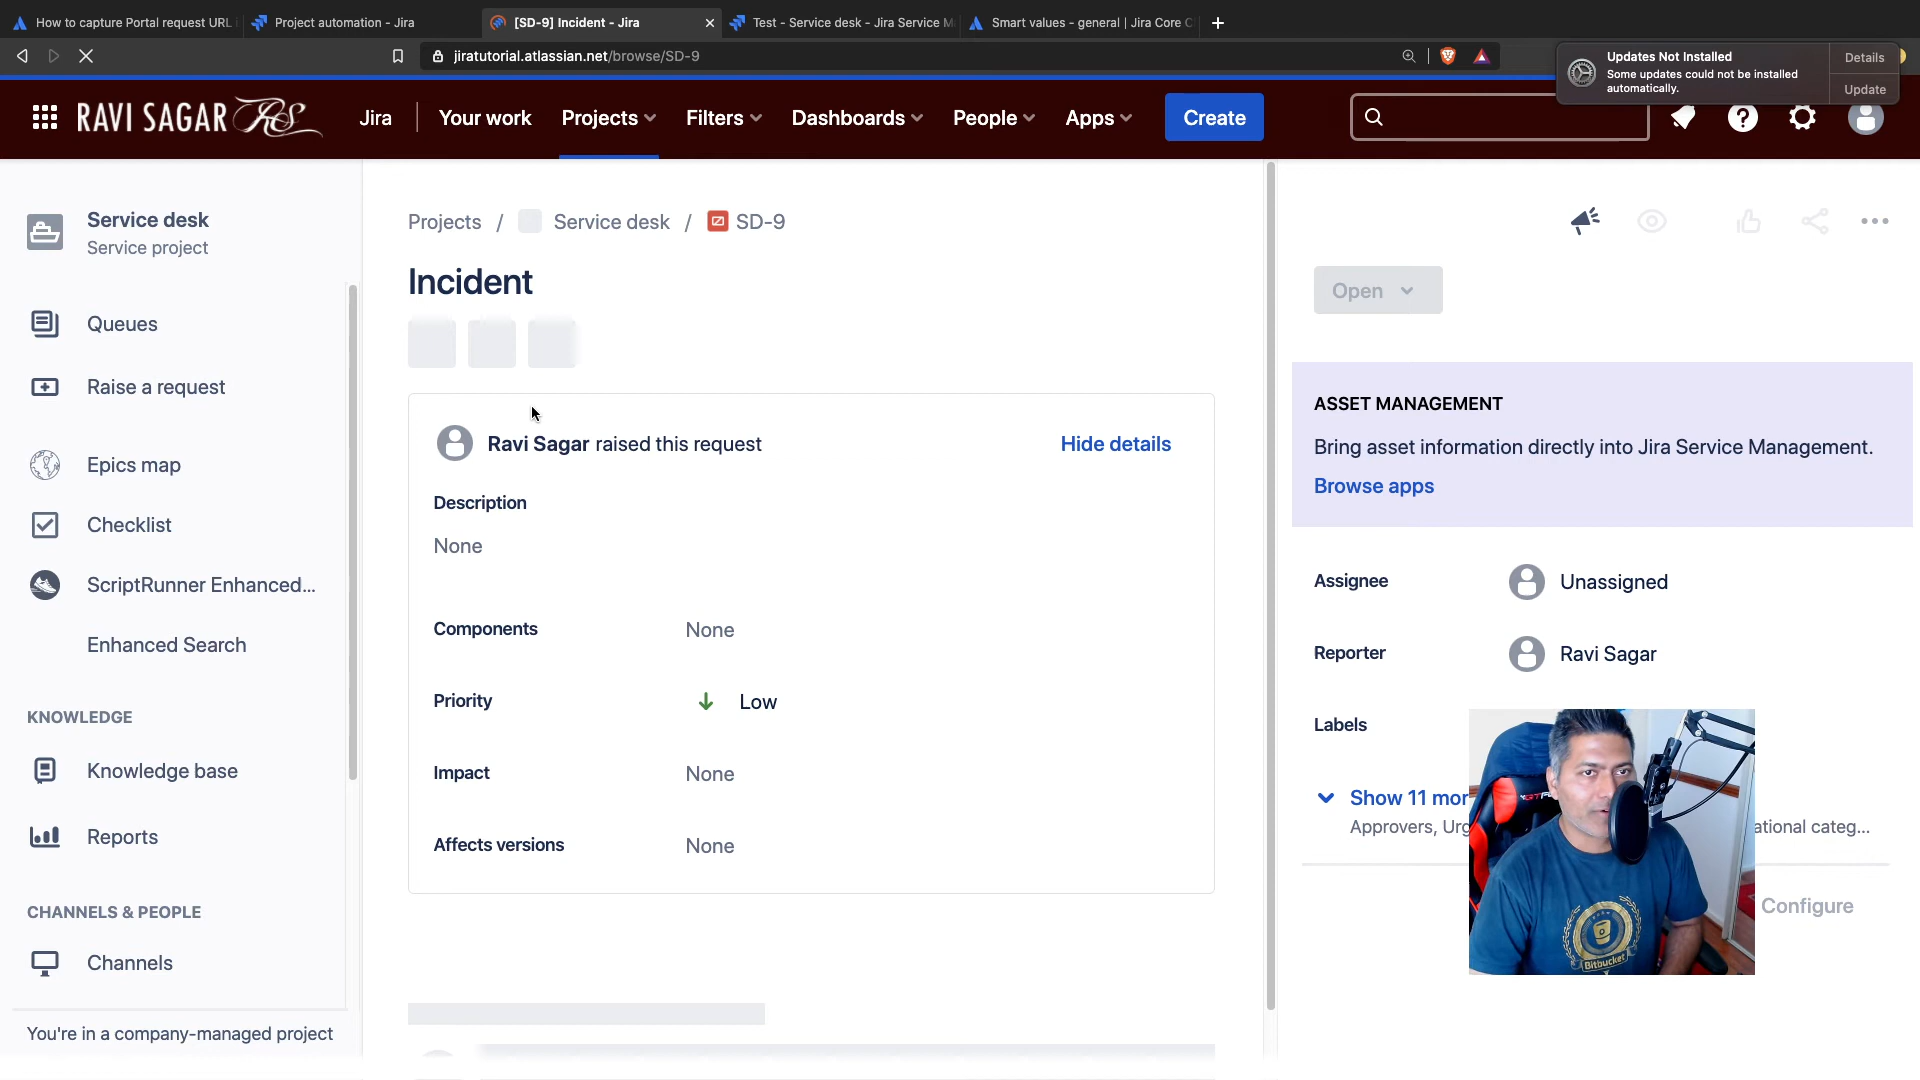 How to capture Portal request URL
Project automation - Jira
[SD-9] Incident - Jira
Test - Service desk - Jira Service M
Smart values - general | Jira Core C
jiratutorial.atlassian.net/browse/SD-9
Updates Not Installed
Some updates could not be installed
automatically.
Details
Update
RAVI SAGAR RS
Jira
Your work
Projects
Filters
Dashboards
People
Apps
Create
Service desk
Service project
Queues
Raise a request
Epics map
Checklist
ScriptRunner Enhanced...
Enhanced Search
KNOWLEDGE
Knowledge base
Reports
CHANNELS & PEOPLE
Channels
You're in a company-managed project
Projects / Service desk / SD-9
Incident
Ravi Sagar raised this request
Hide details
Description
None
Components
None
Priority
Low
Impact
None
Affects versions
None
Open
ASSET MANAGEMENT
Bring asset information directly into Jira Service Management.
Browse apps
Assignee
Unassigned
Reporter
Ravi Sagar
Labels
Show 11 mor
Approvers, Urg
ational categ...
Configure
Bitbucket